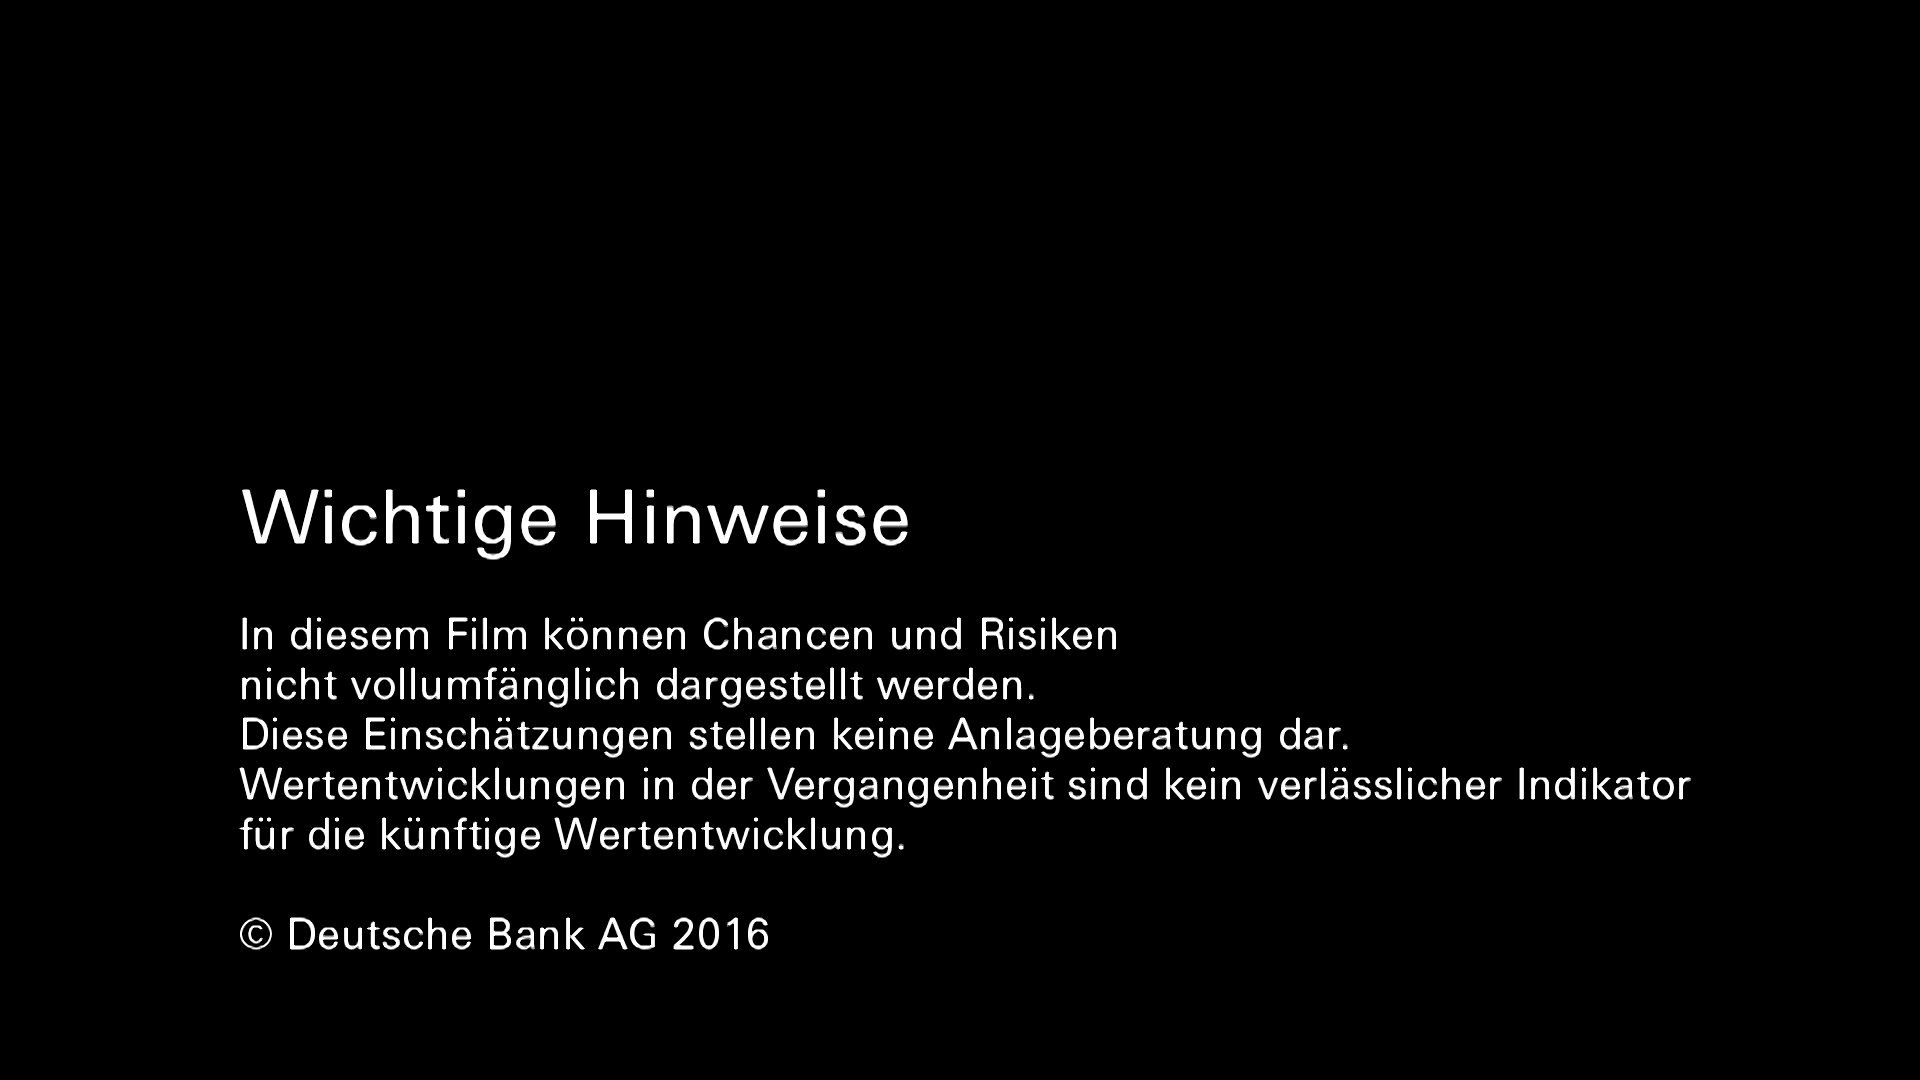 Wichtige Hinweise
In diesem Film können Chancen und Risiken
nicht vollumfänglich dargestellt werden.
Diese Einschätzungen stellen keine Anlageberatung dar.
Wertentwicklungen in der Vergangenheit sind kein verlässlicher Indikator
für die künftige Wertentwicklung.
© Deutsche Bank AG 2016